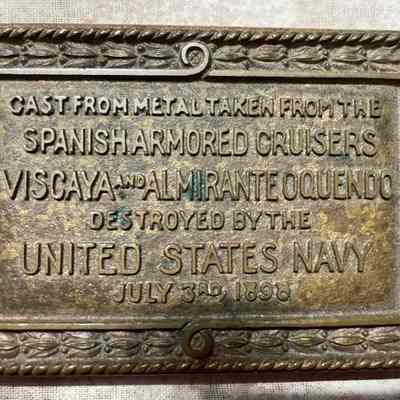 CAST FROM METAL TAKEN FROM THE
SPANISH ARMORED CRUISERS
VISCAYA AND ALMIRANTE OQUENDO
DESTROYED BY THE
UNITED STATES NAVY
JULY 3RD, 1898